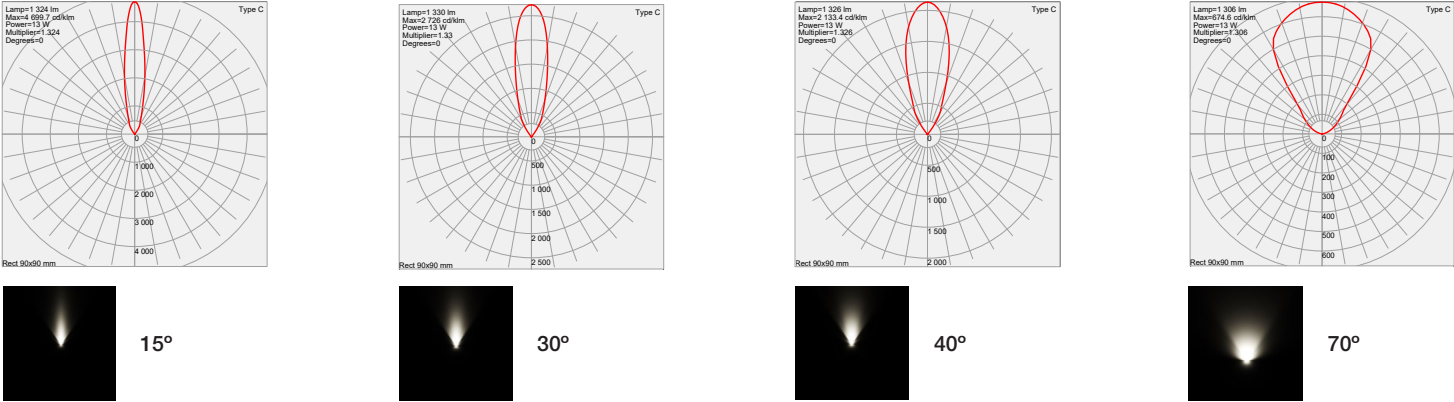 Lamp=1 324 lm
Max=4 699.7 cd/klm
Power=13 W
Multiplier=1.324
Degrees=0
Type C
0
1 000
2 000
3 000
4 000
Rect 90x90 mm
15º
Lamp=1 330 lm
Max=2 726 cd/klm
Power=13 W
Multiplier=1.33
Degrees=0
Type C
0
500
1 000
1 500
2 000
2 500
Rect 90x90 mm
30º
Lamp=1 326 lm
Max=2 133.4 cd/klm
Power=13 W
Multiplier=1.326
Degrees=0
Type C
0
500
1 000
1 500
2 000
Rect 90x90 mm
40º
Lamp=1 306 lm
Max=674.6 cd/klm
Power=13 W
Multiplier=1.306
Degrees=0
Type C
0
100
200
300
400
500
600
Rect 90x90 mm
70º